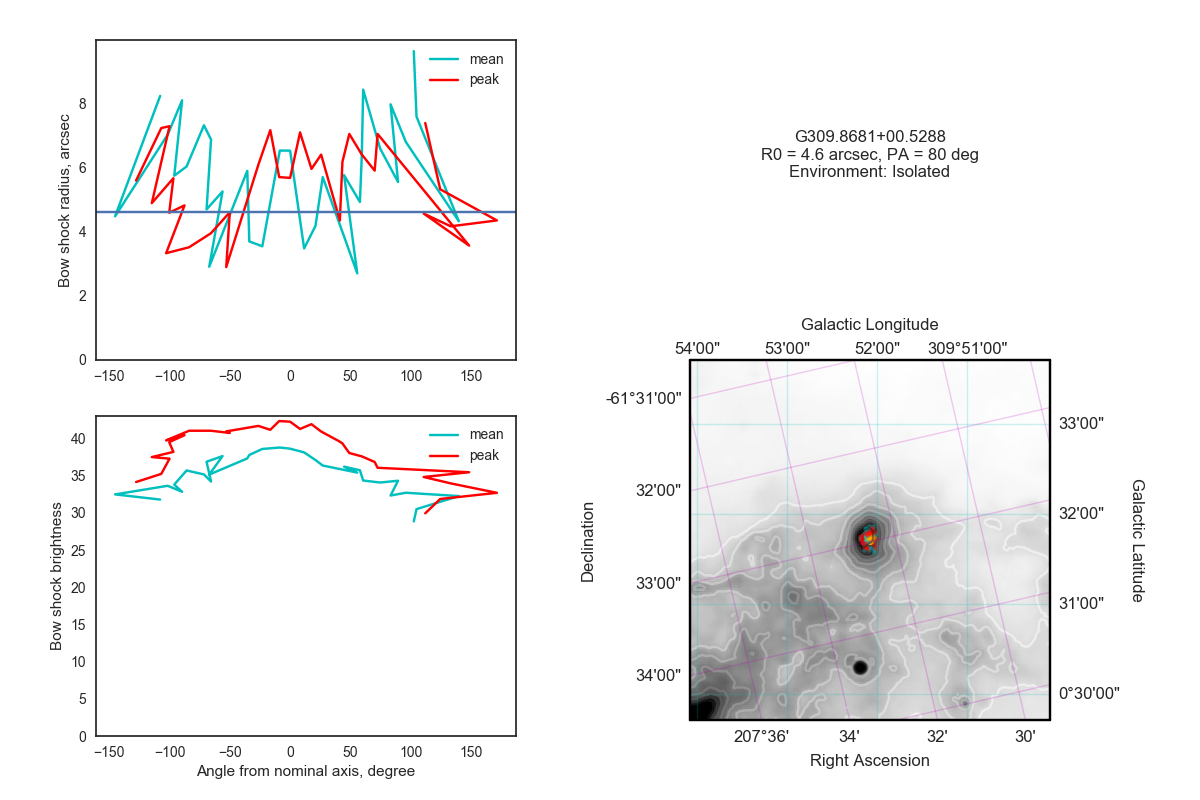 Bow shock radius, arcsec
8
6
4
2
0
mean
peak
−150 −100 −50 0 50 100 150
Bow shock brightness
40
35
30
25
20
15
10
5
0
mean
peak
−150 −100 −50 0 50 100 150
Angle from nominal axis, degree
G309.8681+00.5288
R0 = 4.6 arcsec, PA = 80 deg
Environment: Isolated
Galactic Longitude
54'00" 53'00" 52'00" 309°51'00"
Declination
-61°31'00"
32'00"
33'00"
34'00"
33'00"
32'00"
31'00"
0°30'00"
Galactic Latitude
207°36' 34' 32' 30'
Right Ascension